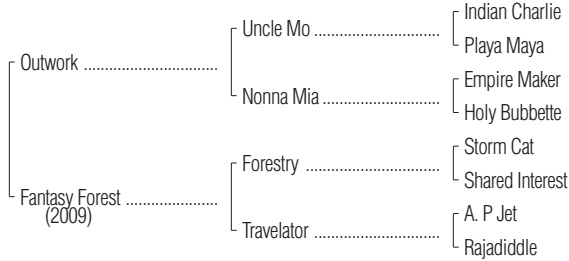 Indian Charlie
Uncle Mo ................................
Playa Maya
Outwork ..................................
Empire Maker
Nonna Mia ..............................
Holy Bubbette
Storm Cat
Forestry ..................................
Shared Interest
Fantasy Forest .......................
(2009)
A. P Jet
Travelator ................................
Rajadiddle